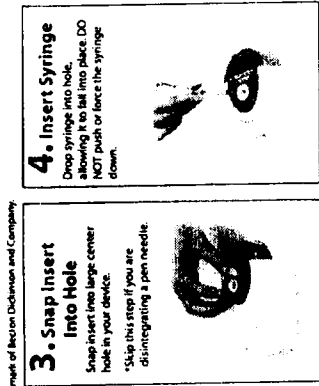 mark of Becton Dickinson and Company.
3. Snap Insert
Into Hole
Snap insert into large center
hole in your device.
*Skip this step if you are
disintegrating a pen needle.
4. Insert Syringe
Drop syringe into hole,
allowing it to fall into place. DO
NOT push or force the syringe
down.